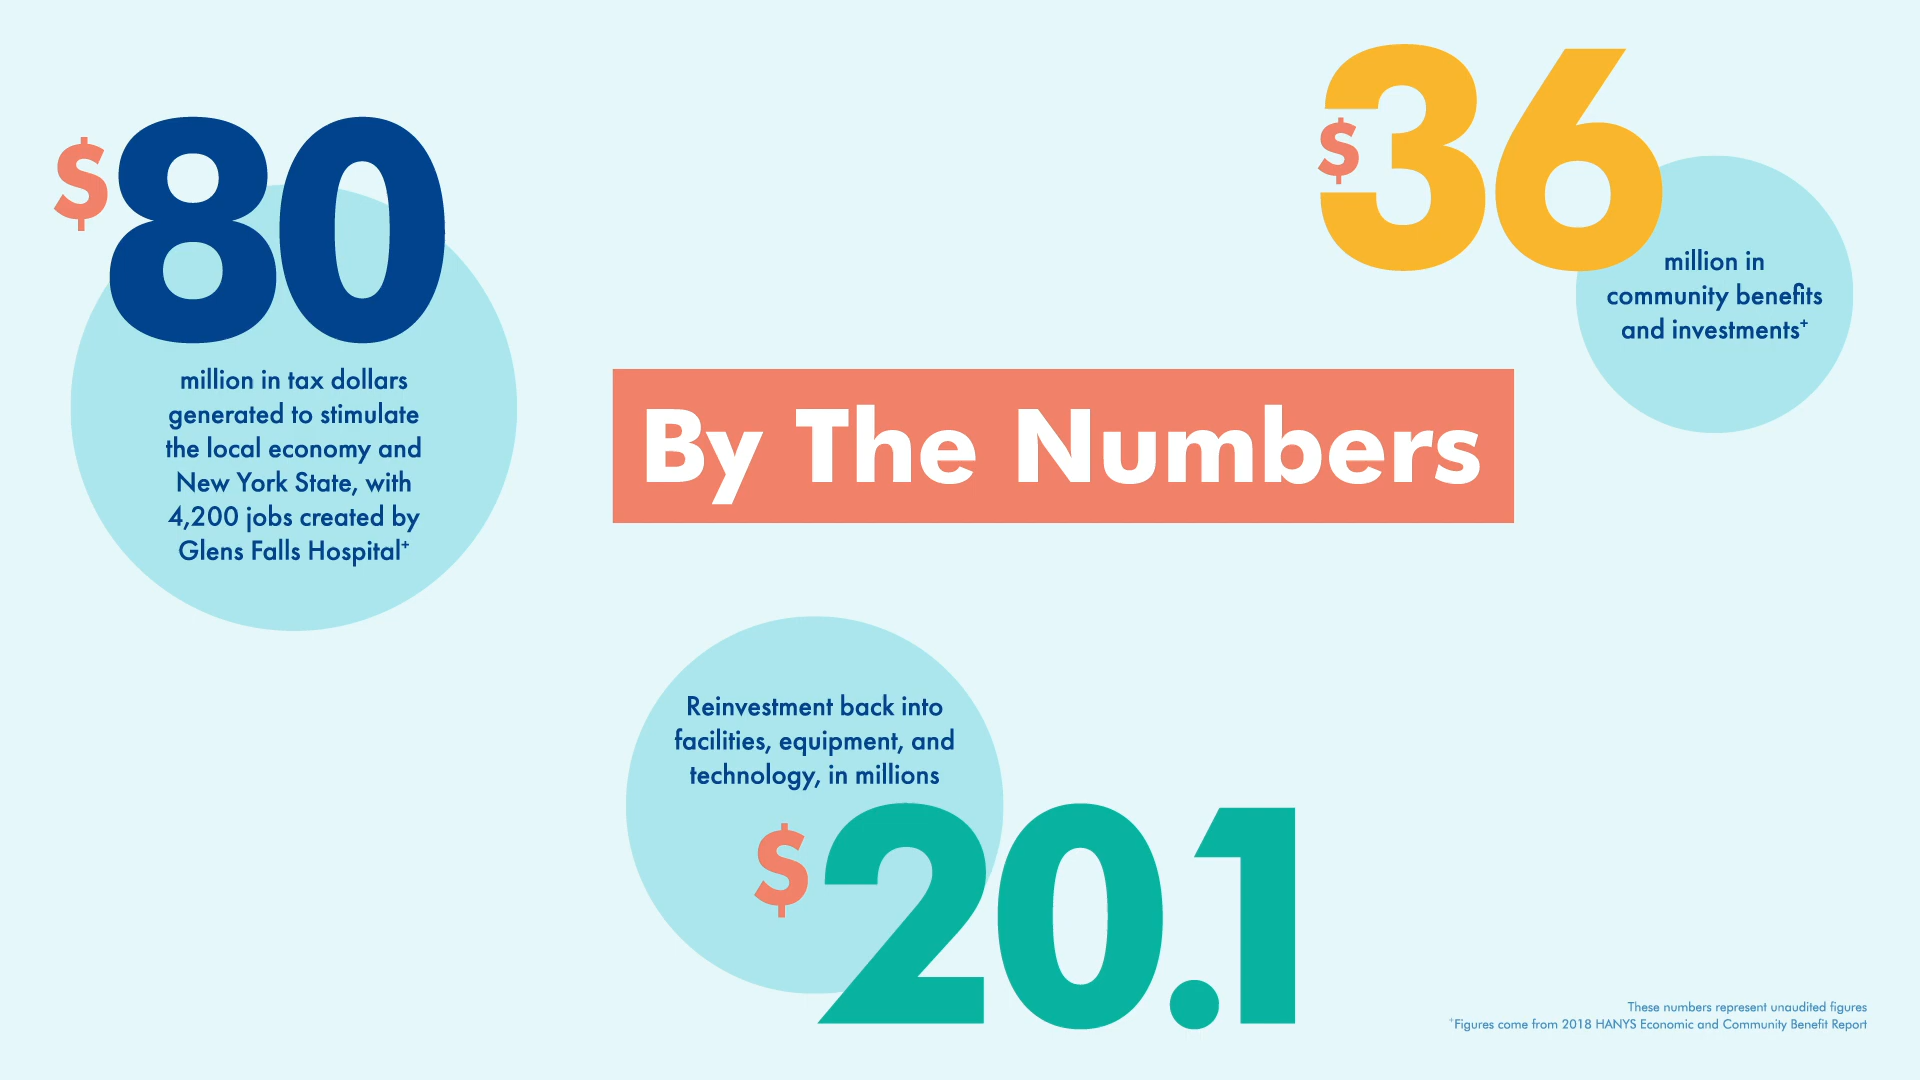 $80
million in tax dollars
generated to stimulate
the local economy and
New York State, with
4,200 jobs created by
Glens Falls Hospital+
$36
million in
community benefits
and investments+
By The Numbers
Reinvestment back into
facilities, equipment, and
technology, in millions
$20.1
These numbers represent unaudited figures
+Figures come from 2018 HANYS Economic and Community Benefit Report